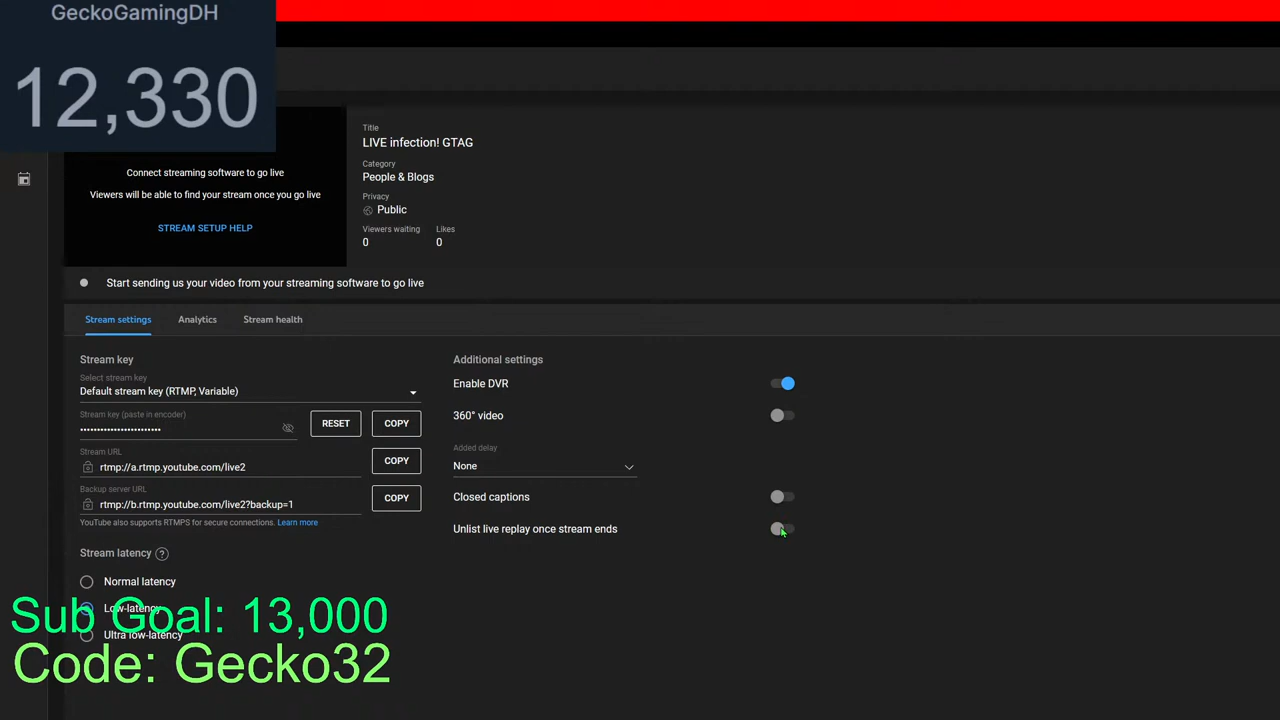 GeckoGamingDH
12,330
Connect streaming software to go live
Viewers will be able to find your stream once you go live
STREAM SETUP HELP
Title
LIVE infection! GTAG
Category
People & Blogs
Privacy
Public
Viewers waiting
Likes
0
0
Start sending us your video from your streaming software to go live
Stream settings
Analytics
Stream health
Stream key
Select stream key
Default stream key (RTMP, Variable)
Stream key (paste in encoder)
••••••••••••••••••••••••
RESET
COPY
Stream URL
rtmp://a.rtmp.youtube.com/live2
COPY
Backup server URL
rtmp://b.rtmp.youtube.com/live2?backup=1
COPY
YouTube also supports RTMPS for secure connections. Learn more
Stream latency ?
Normal latency
Low-latency
Ultra low-latency
Additional settings
Enable DVR
360° video
Added delay
None
Closed captions
Unlist live replay once stream ends
Sub Goal: 13,000
Code: Gecko32